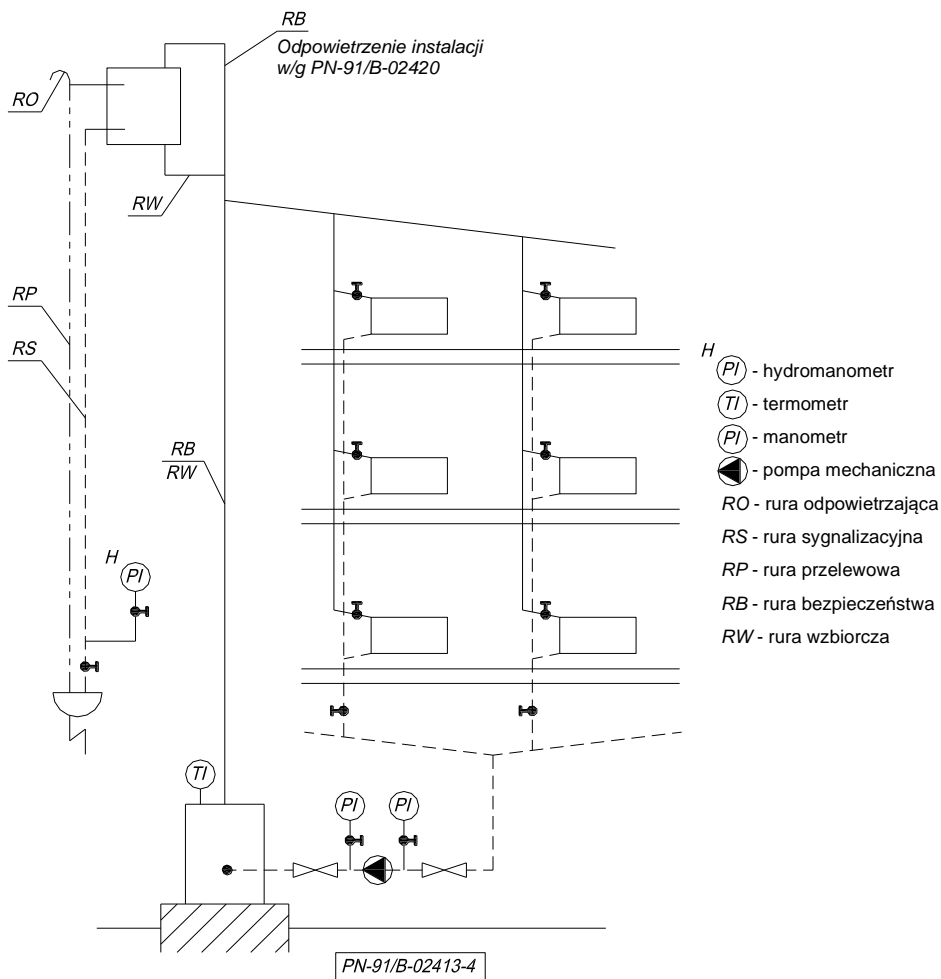 RB
Odpowietrzenie instalacji
w/g PN-91/B-02420
RO
RW
RP
RS
RB
RW
H
PI
TI
PI
PI
H
PI - hydromanometr
TI - termometr
PI - manometr
- pompa mechaniczna
RO - rura odpowietrzająca
RS - rura sygnalizacyjna
RP - rura przelewowa
RB - rura bezpieczeństwa
RW - rura wzbiorcza
PN-91/B-02413-4